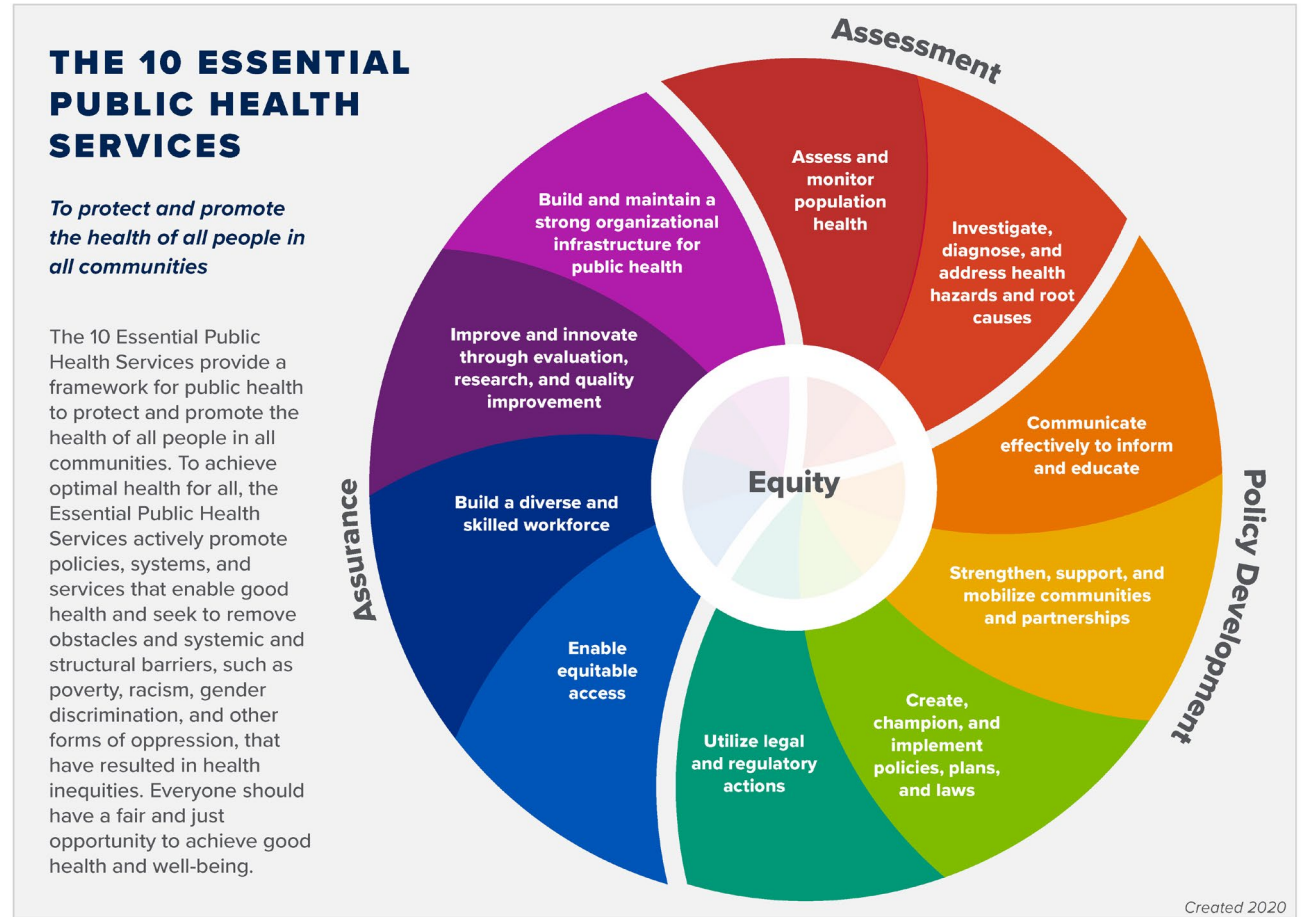 THE 10 ESSENTIAL
PUBLIC HEALTH
SERVICES
To protect and promote
the health of all people in
all communities
The 10 Essential Public
Health Services provide a
framework for public health
to protect and promote the
health of all people in all
communities. To achieve
optimal health for all, the
Essential Public Health
Services actively promote
policies, systems, and
services that enable good
health and seek to remove
obstacles and systemic and
structural barriers, such as
poverty, racism, gender
discrimination, and other
forms of oppression, that
have resulted in health
inequities. Everyone should
have a fair and just
opportunity to achieve good
health and well-being.
Assessment
Assess and
monitor
population
health
Investigate,
diagnose, and
address health
hazards and root
causes
Policy Development
Communicate
effectively to inform
and educate
Strengthen, support, and
mobilize communities
and partnerships
Create,
champion, and
implement
policies, plans,
and laws
Utilize legal
and regulatory
actions
Assurance
Enable
equitable
access
Build a diverse and
skilled workforce
Improve and innovate
through evaluation,
research, and quality
improvement
Build and maintain a
strong organizational
infrastructure for
public health
Equity
Created 2020